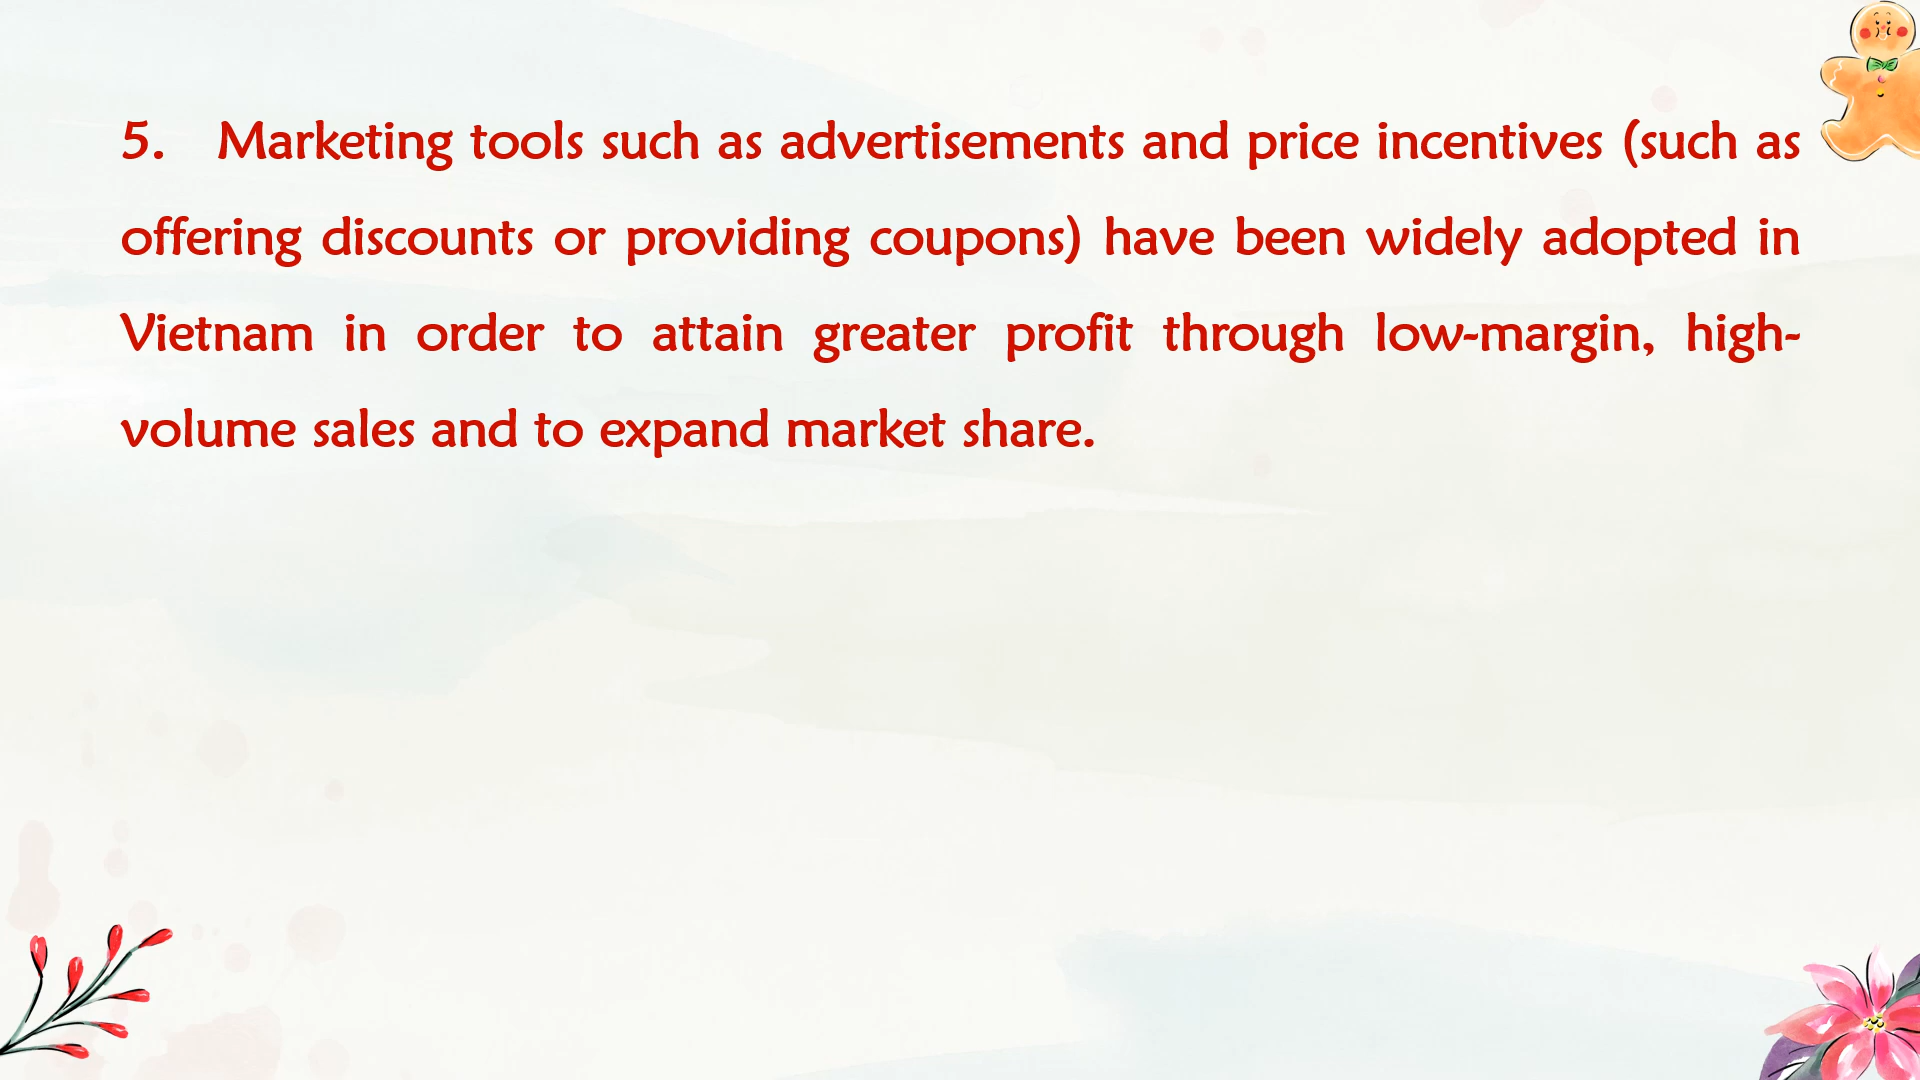 5. Marketing tools such as advertisements and price incentives (such as
offering discounts or providing coupons) have been widely adopted in
Vietnam in order to attain greater profit through low-margin, high-
volume sales and to expand market share.